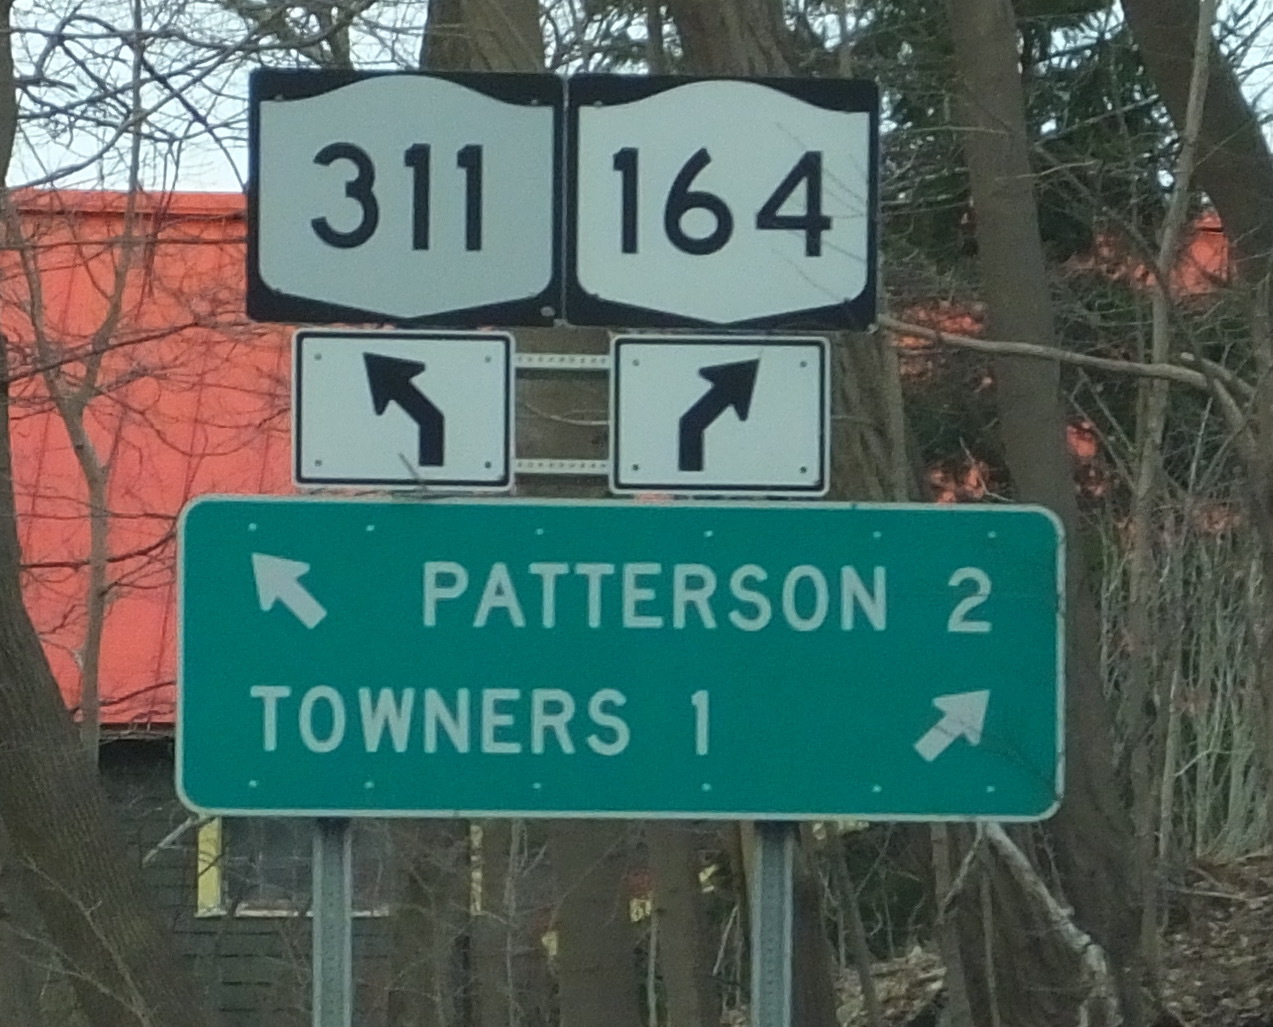 311 164
PATTERSON 2
TOWNERS 1